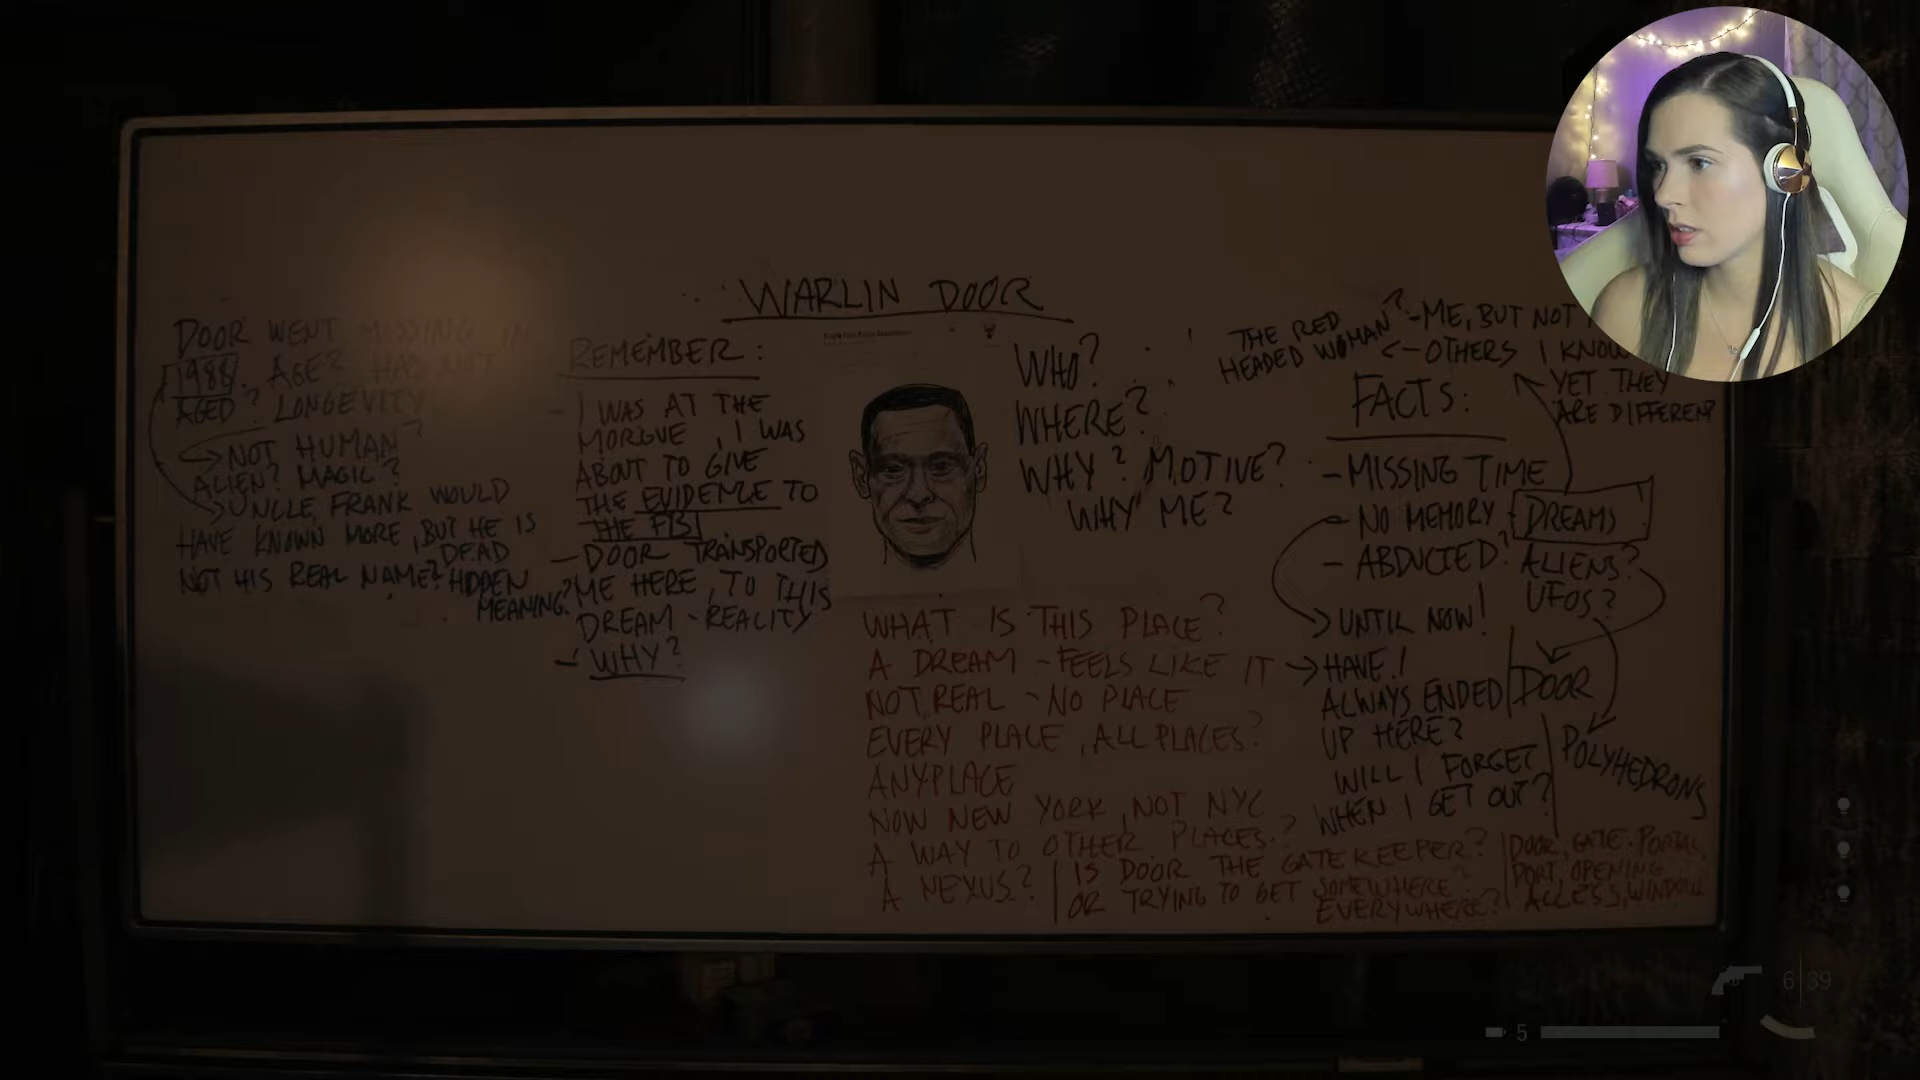 WARLIN DOOR
DOOR WENT MISSING IN
1988. AGE? HAD NOT
AGED? LONGEVITY
NOT HUMAN?
ALIEN? MAGIC?
UNCLE FRANK WOULD
HAVE KNOWN MORE, BUT HE IS
DEAD
NOT HIS REAL NAME? HIDDEN
MEANING?
REMEMBER:
- I WAS AT THE
MORGUE, I WAS
ABOUT TO GIVE
THE EVIDENCE TO
THE FBI
- DOOR TRANSPORTED
ME HERE, TO THIS
DREAM-REALITY
- WHY?
WHO?
WHERE?
WHY? MOTIVE?
WHY ME?
WHAT IS THIS PLACE?
A DREAM - FEELS LIKE IT
NOT REAL - NO PLACE
EVERY PLACE, ALL PLACES?
ANYPLACE
NOW NEW YORK, NOT NYC
A WAY TO OTHER PLACES?
A NEXUS?
IS DOOR THE GATEKEEPER?
OR TRYING TO GET SOMEWHERE?
EVERYWHERE?
THE RED
HEADED WOMAN?
- ME, BUT NOT
OTHERS I KNOW
YET THEY
ARE DIFFERENT
FACTS:
- MISSING TIME
- NO MEMORY - DREAMS
- ABDUCTED? ALIENS?
UFOS?
UNTIL NOW!
HAVE I
ALWAYS ENDED
UP HERE?
WILL I FORGET
WHEN I GET OUT?
DOOR
POLYHEDRONS
DOOR, GATE, PORTAL,
PORT, OPENING
ACCESS, WINDOW
6|39
5